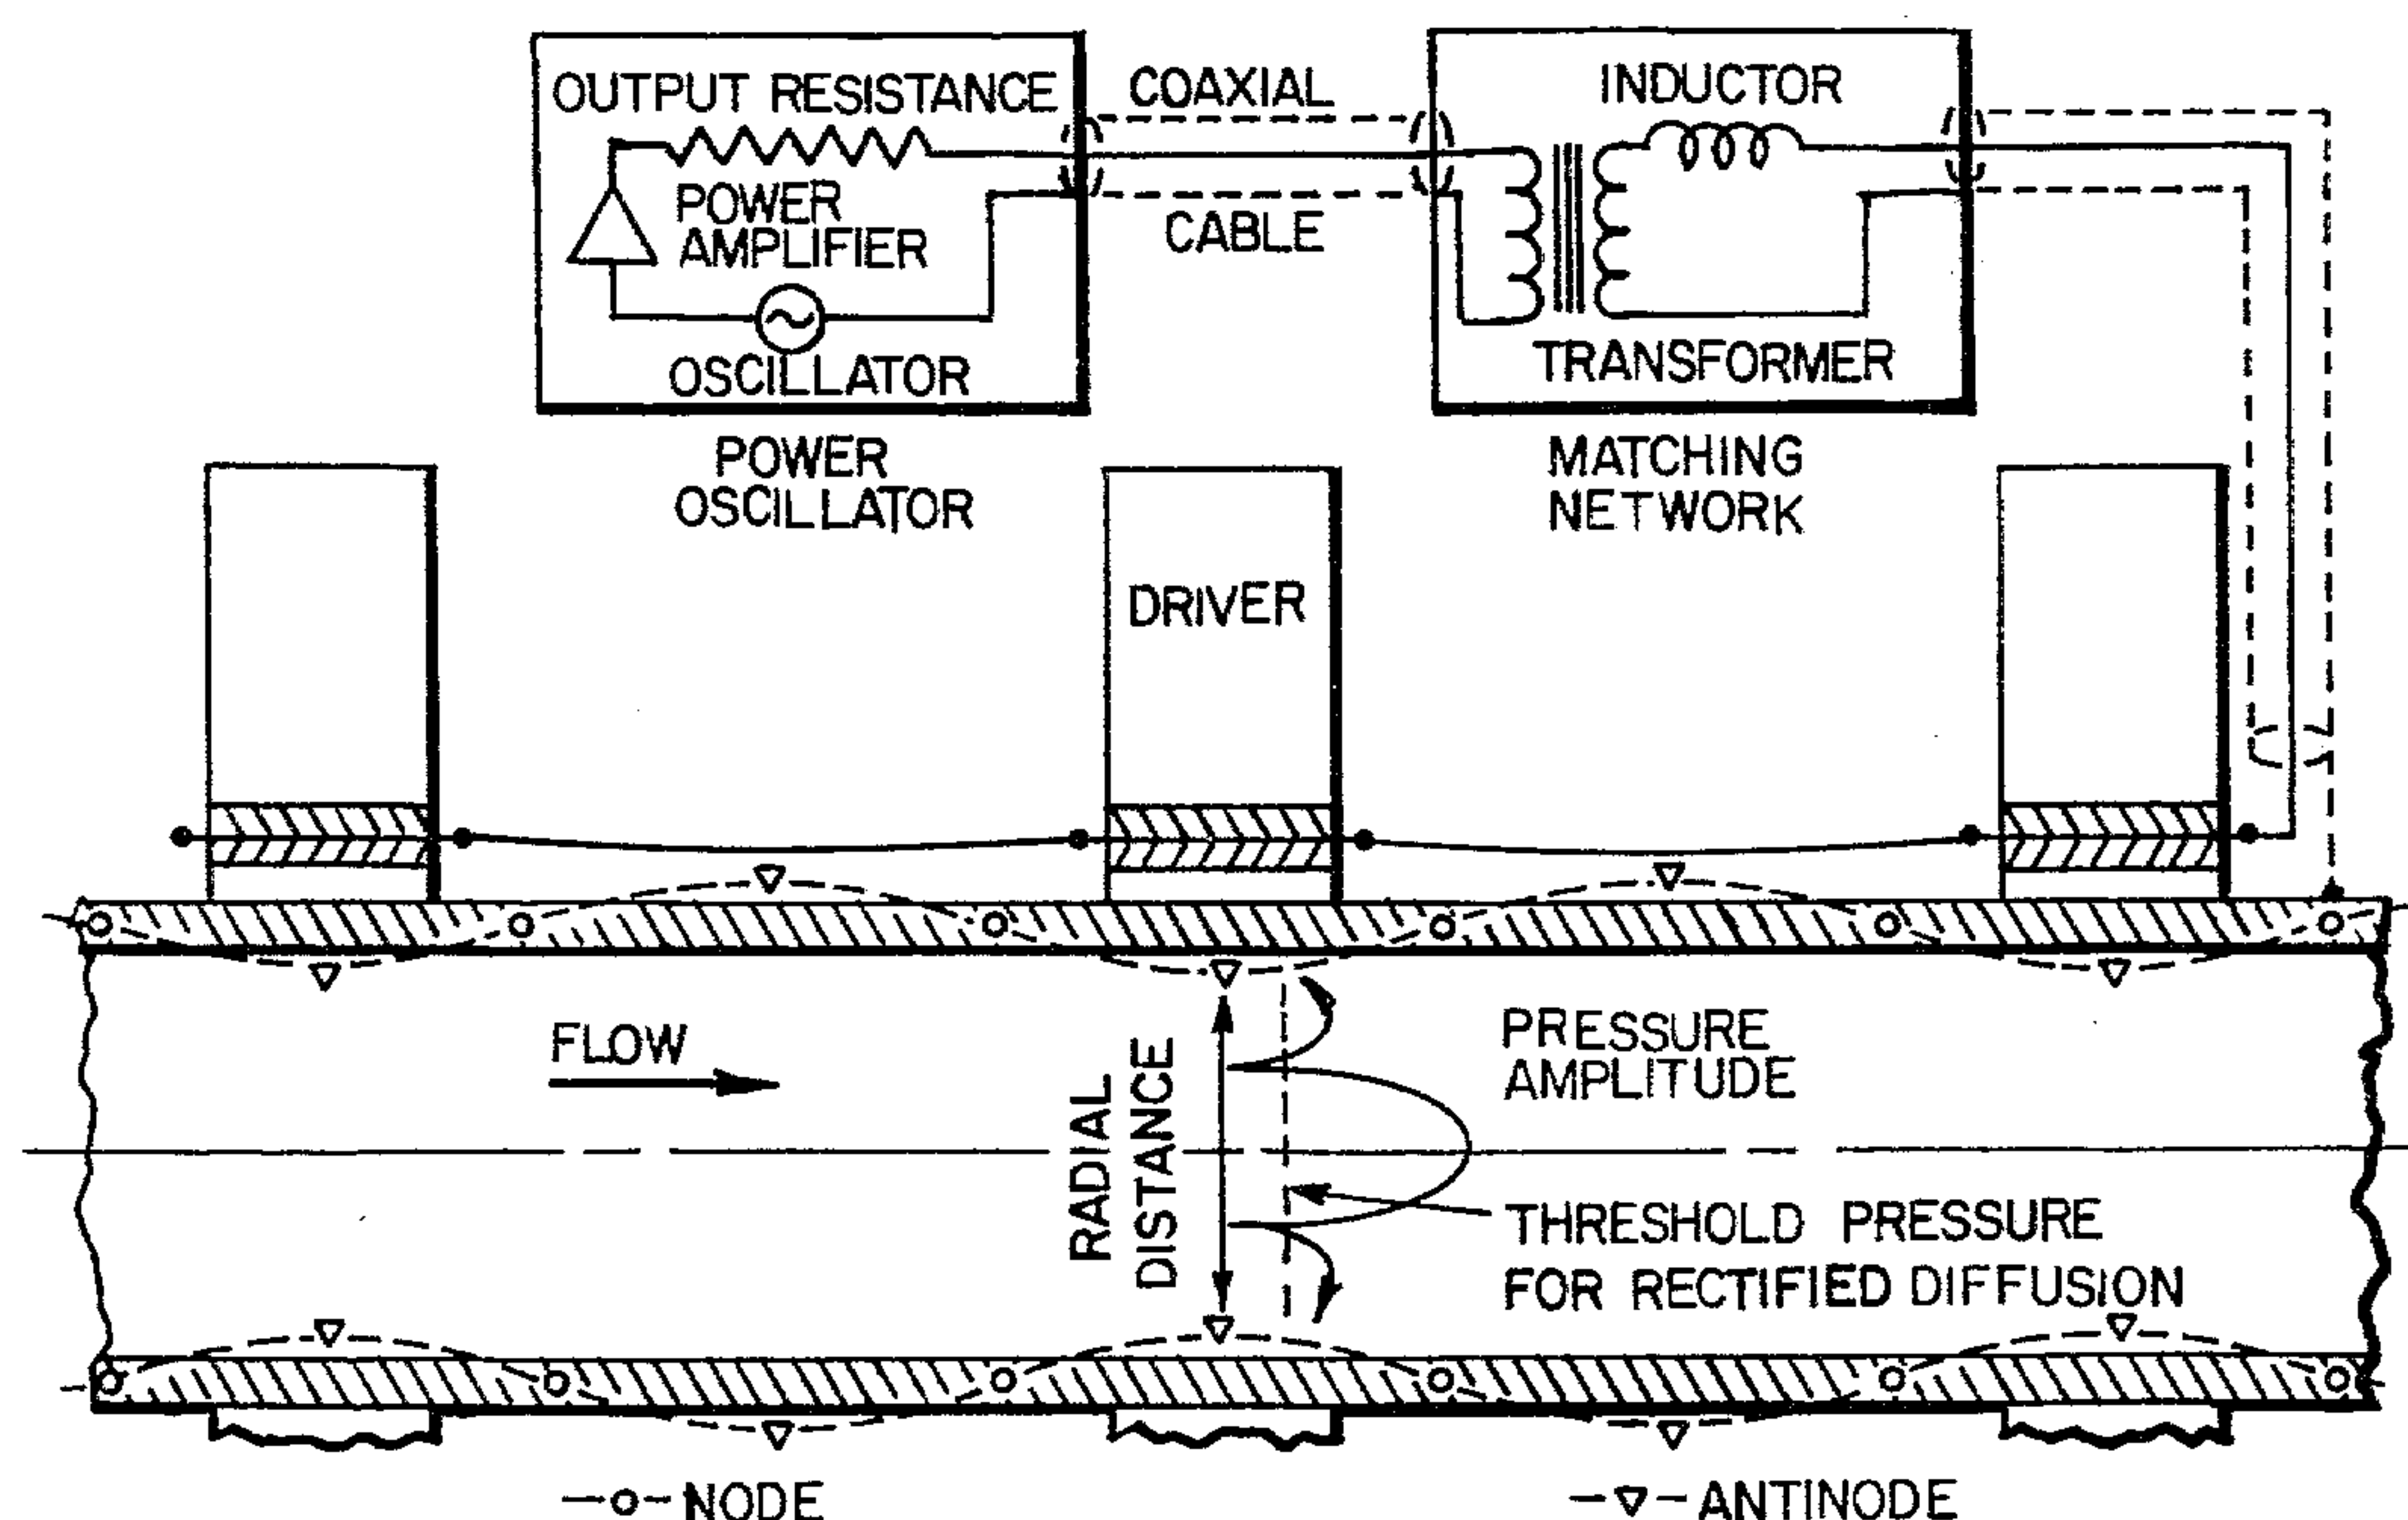 OUTPUT RESISTANCE
COAXIAL
INDUCTOR
POWER
AMPLIFIER
CABLE
OSCILLATOR
TRANSFORMER
POWER
OSCILLATOR
MATCHING
NETWORK
DRIVER
FLOW
RADIAL
DISTANCE
PRESSURE
AMPLITUDE
THRESHOLD PRESSURE
FOR RECTIFIED DIFFUSION
NODE
ANTINODE